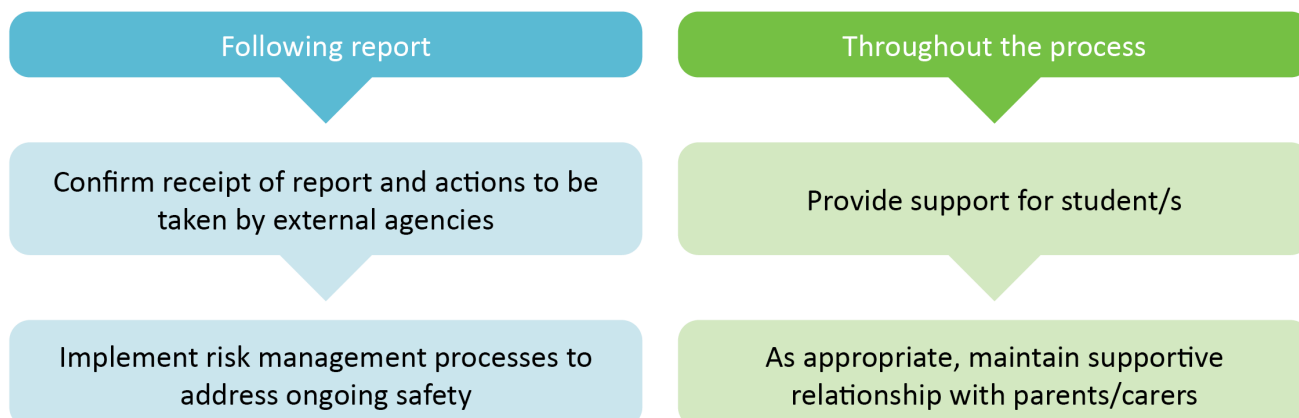 Following report
Confirm receipt of report and actions to be
taken by external agencies
Implement risk management processes to
address ongoing safety
Throughout the process
Provide support for student/s
As appropriate, maintain supportive
relationship with parents/carers